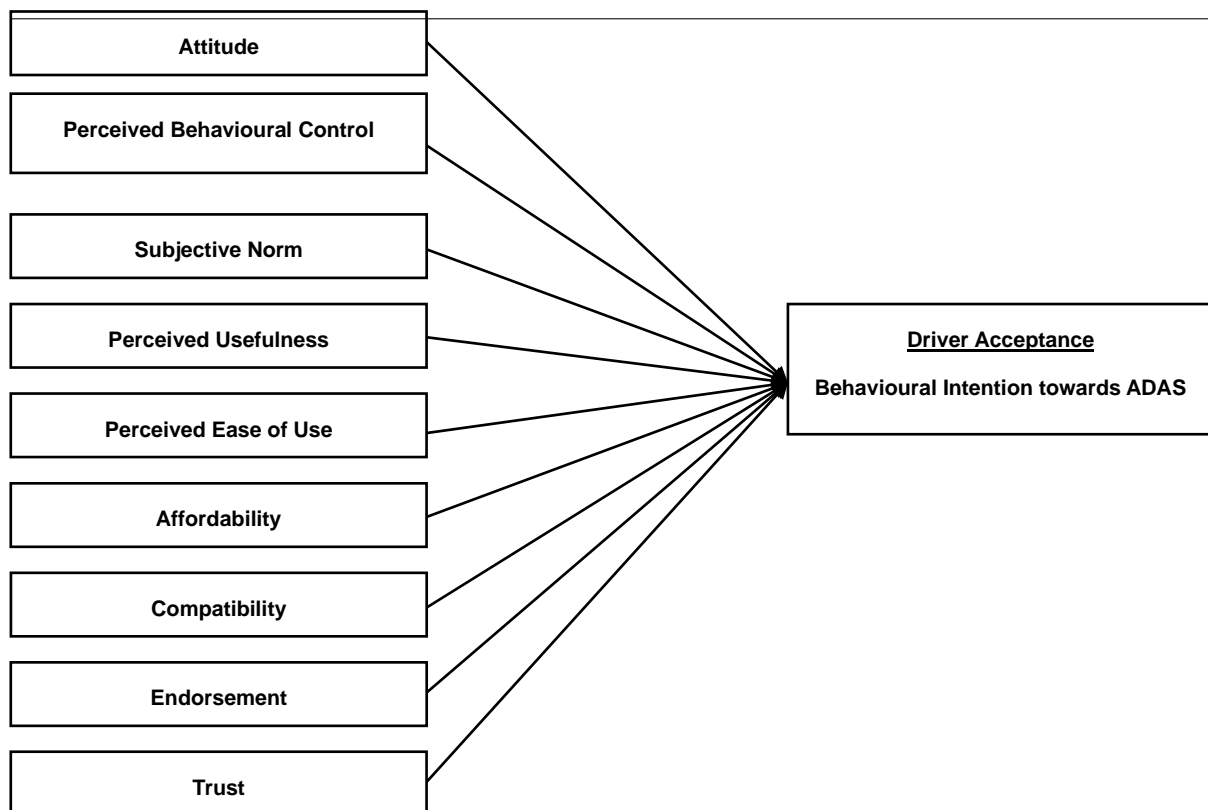 Attitude
Perceived Behavioural Control
Subjective Norm
Perceived Usefulness
Perceived Ease of Use
Affordability
Compatibility
Endorsement
Trust
Driver Acceptance
Behavioural Intention towards ADAS